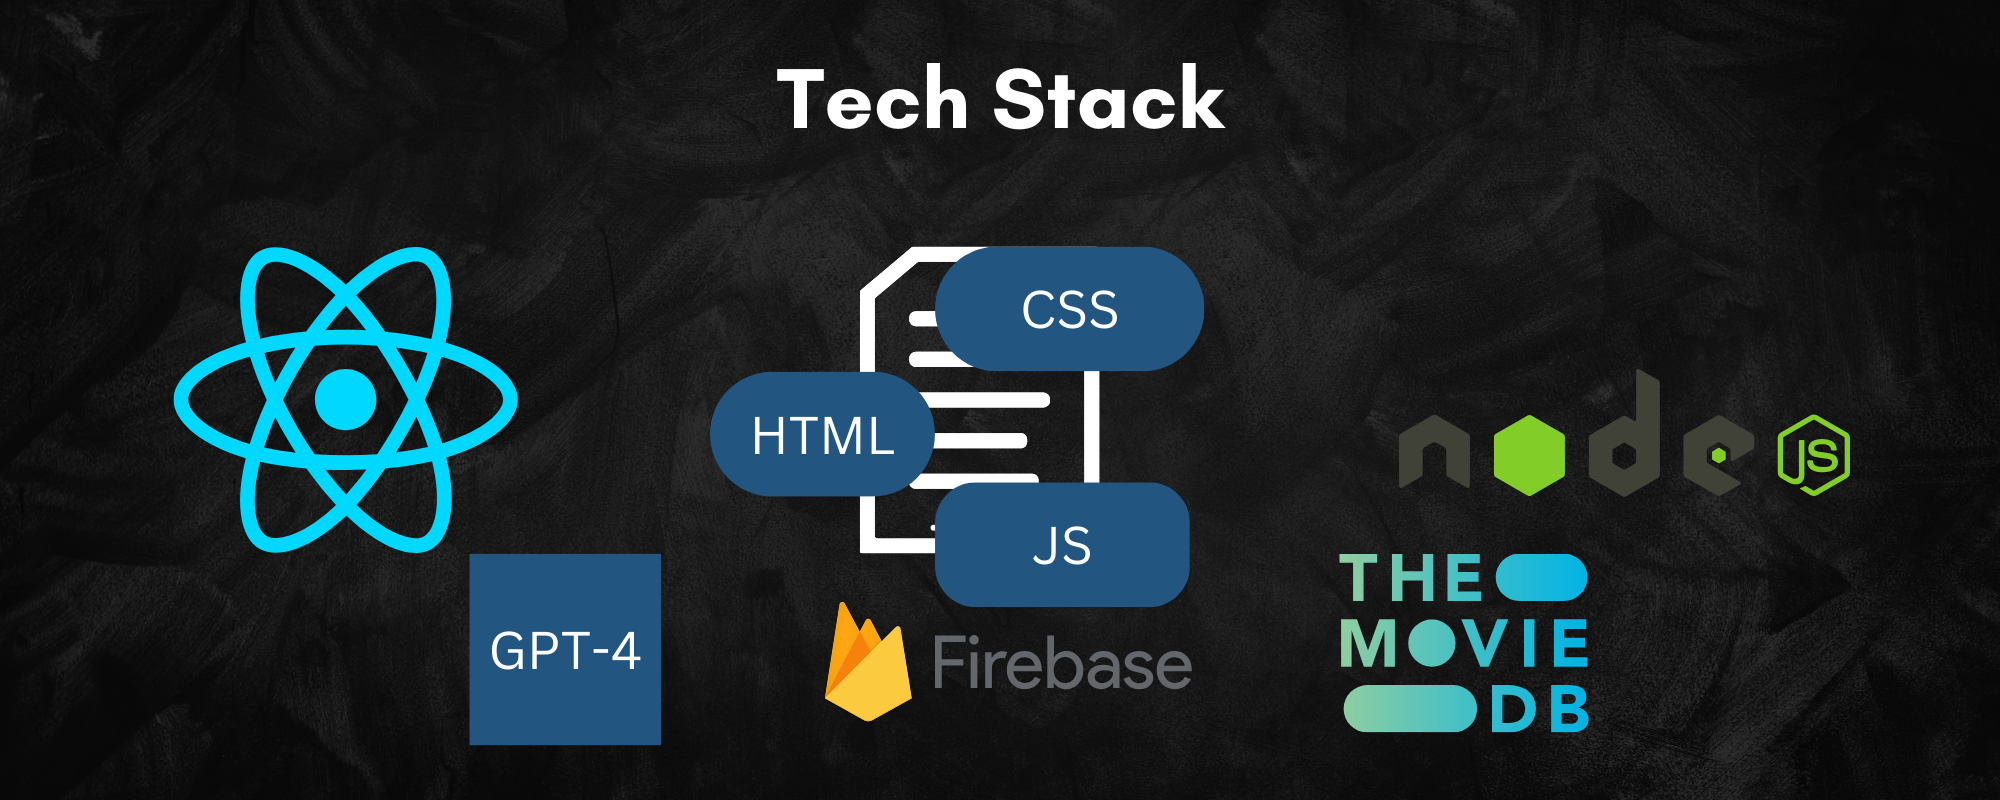 Tech Stack
CSS
HTML
JS
node
JS
GPT-4
Firebase
THE
MOVIE
DB